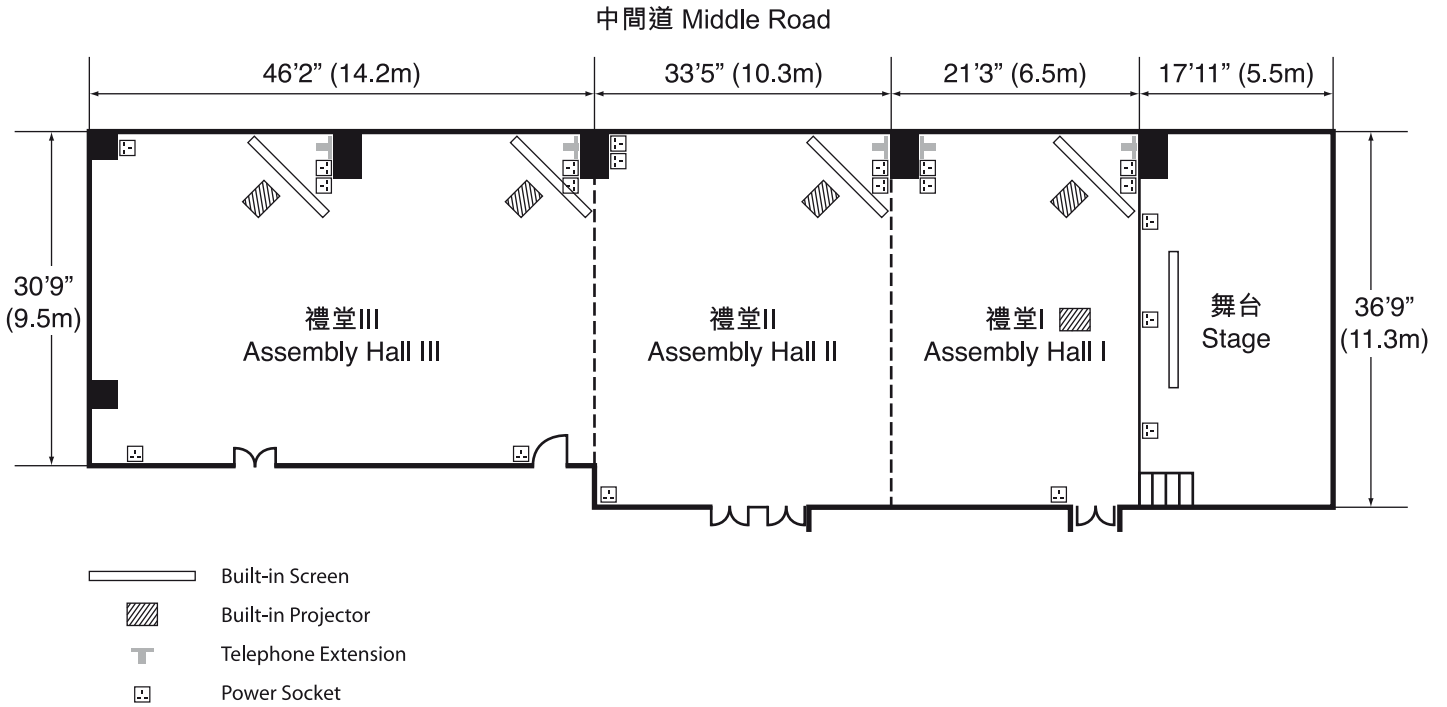 中間道 Middle Road
46’2” (14.2m)
33’5” (10.3m)
21’3” (6.5m)
17’11” (5.5m)
30’9”
(9.5m)
禮堂III
Assembly Hall III
禮堂II
Assembly Hall II
禮堂I
Assembly Hall I
舞台
Stage
36’9”
(11.3m)
Built-in Screen
Built-in Projector
Telephone Extension
Power Socket